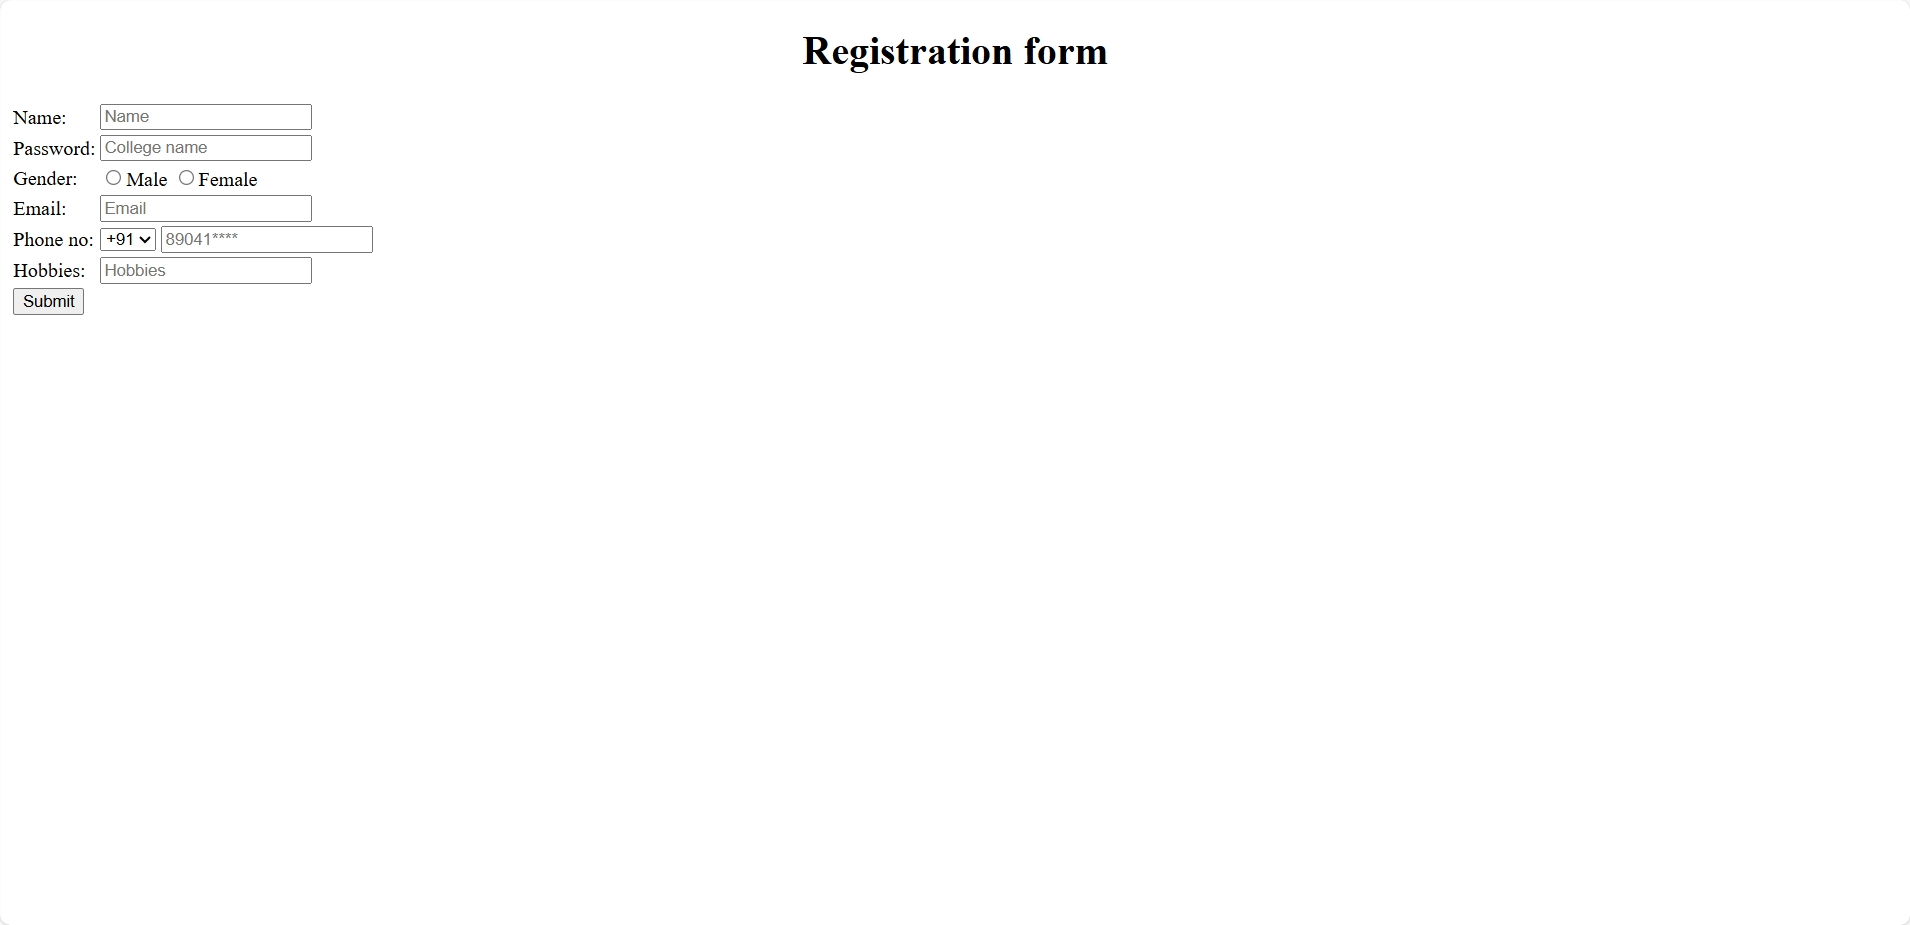 Registration form
Name: Name
Password: College name
Gender: Male Female
Email: Email
Phone no: +91 89041****
Hobbies: Hobbies
Submit